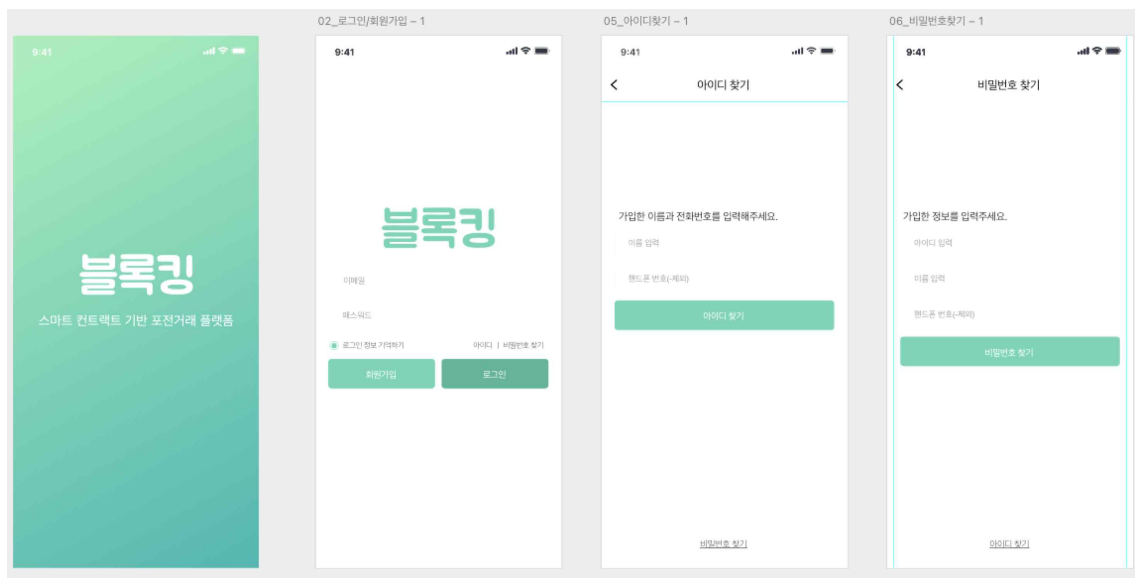 02_로그인/회원가입 – 1
05_아이디찾기 – 1
06_비밀번호찾기 – 1
9:41
블록킹
스마트 컨트랙트 기반 포전거래 플랫폼
9:41
블록킹
이메일
패스워드
로그인 정보 기억하기
아이디 | 비밀번호 찾기
회원가입
로그인
9:41
아이디 찾기
가입한 이름과 전화번호를 입력해주세요.
이름 입력
핸드폰 번호(-제외)
아이디 찾기
비밀번호 찾기
9:41
비밀번호 찾기
가입한 정보를 입력주세요.
아이디 입력
이름 입력
핸드폰 번호(-제외)
비밀번호 찾기
아이디 찾기